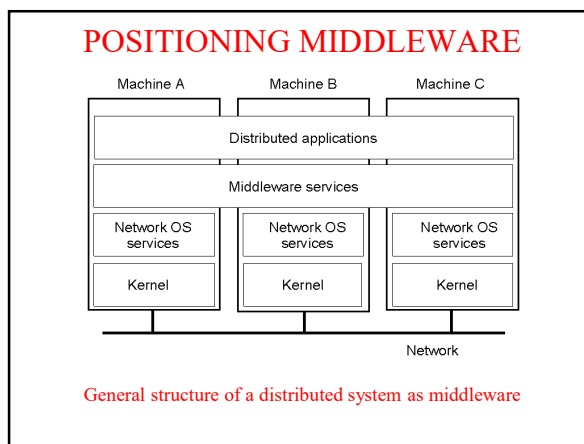 POSITIONING MIDDLEWARE
Machine A
Machine B
Machine C
Distributed applications
Middleware services
Network OS
services
Network OS
services
Network OS
services
Kernel
Kernel
Kernel
Network
General structure of a distributed system as middleware